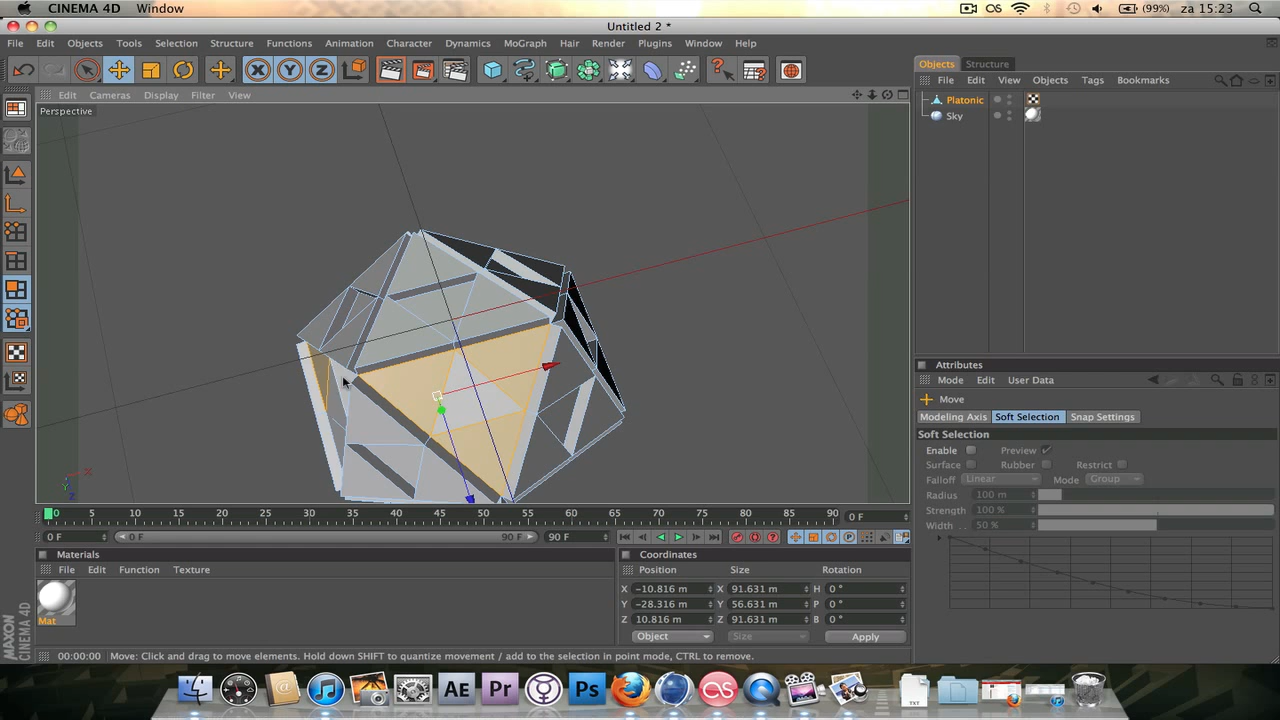 CINEMA 4D Window (99%) za 15:23
Untitled 2 *
File Edit Objects Tools Selection Structure Functions Animation Character Dynamics MoGraph Hair Render Plugins Window Help
Objects Structure
Edit Cameras Display Filter View
File Edit View Objects Tags Bookmarks
Perspective
Platonic
Sky
Attributes
Mode Edit User Data
Move
Modeling Axis Soft Selection Snap Settings
Soft Selection
Enable Preview
Surface Rubber Restrict
Falloff Linear Mode Group
Radius 100 m
Strength 100 %
Width . . 50 %
X
Y
Z
0 5 10 15 20 25 30 35 40 45 50 55 60 65 70 75 80 85 90 0 F
0 F 0 F 90 F 90 F
Materials
File Edit Function Texture
Mat
Coordinates
Position Size Rotation
X -10.816 m X 91.631 m H 0 °
Y -28.316 m Y 56.631 m P 0 °
Z 10.816 m Z 91.631 m B 0 °
Object Size Apply
MAXON
CINEMA 4D
00:00:00 Move: Click and drag to move elements. Hold down SHIFT to quantize movement / add to the selection in point mode, CTRL to remove.
AE Pr Ps
TXT